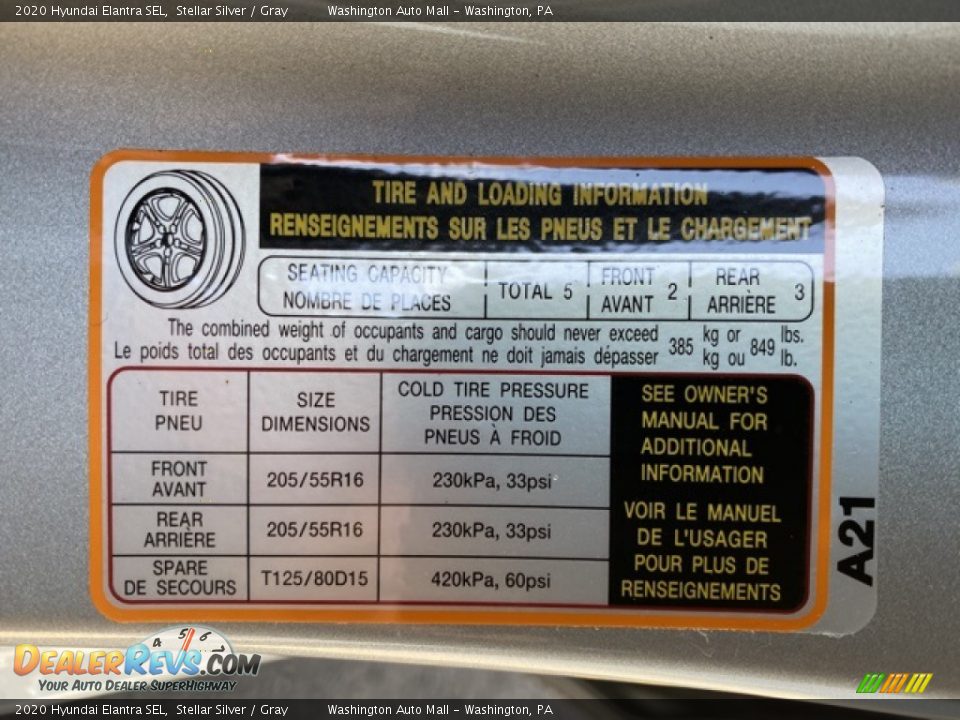 2020 Hyundai Elantra SEL, Stellar Silver / Gray Washington Auto Mall - Washington, PA
TIRE AND LOADING INFORMATION
RENSEIGNEMENTS SUR LES PNEUS ET LE CHARGEMENT
SEATING CAPACITY
NOMBRE DE PLACES
TOTAL 5
FRONT
AVANT
2
REAR
ARRIÈRE
3
The combined weight of occupants and cargo should never exceed
Le poids total des occupants et du chargement ne doit jamais dépasser
385
kg or
kg ou
849
lbs.
lb.
TIRE
PNEU
SIZE
DIMENSIONS
COLD TIRE PRESSURE
PRESSION DES
PNEUS À FROID
FRONT
AVANT
205/55R16
230kPa, 33psi
REAR
ARRIÈRE
205/55R16
230kPa, 33psi
SPARE
DE SECOURS
T125/80D15
420kPa, 60psi
SEE OWNER'S
MANUAL FOR
ADDITIONAL
INFORMATION
VOIR LE MANUEL
DE L'USAGER
POUR PLUS DE
RENSEIGNEMENTS
A21
4 5 6 7
DEALERREVS.COM
YOUR AUTO DEALER SUPERHIGHWAY
2020 Hyundai Elantra SEL, Stellar Silver / Gray Washington Auto Mall - Washington, PA